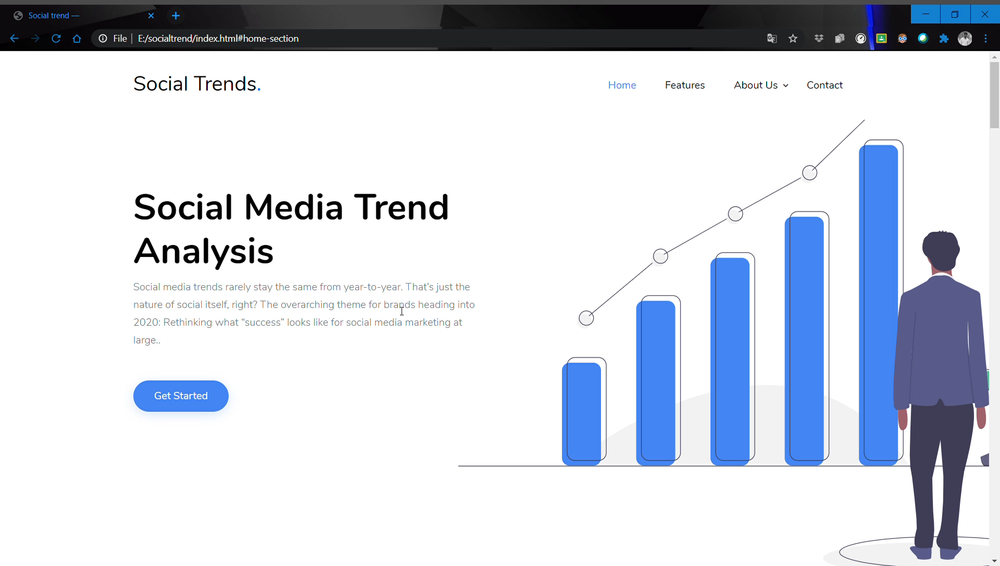 Social trend —
File
E:/socialtrend/index.html#home-section
Social Trends.
Home
Features
About Us
Contact
Social Media Trend
Analysis
Social media trends rarely stay the same from year-to-year. That’s just the
nature of social itself, right? The overarching theme for brands heading into
2020: Rethinking what “success” looks like for social media marketing at
large..
Get Started